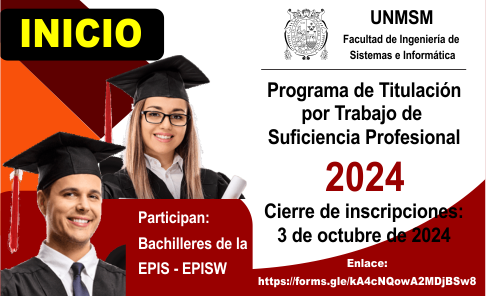 INICIO
UNMSM
Facultad de Ingeniería de
Sistemas e Informática
Programa de Titulación
por Trabajo de
Suficiencia Profesional
2024
Cierre de inscripciones:
3 de octubre de 2024
Enlace:
https://forms.gle/kA4cNQowA2MDjBSw8
Participan:
Bachilleres de la
EPIS - EPISW